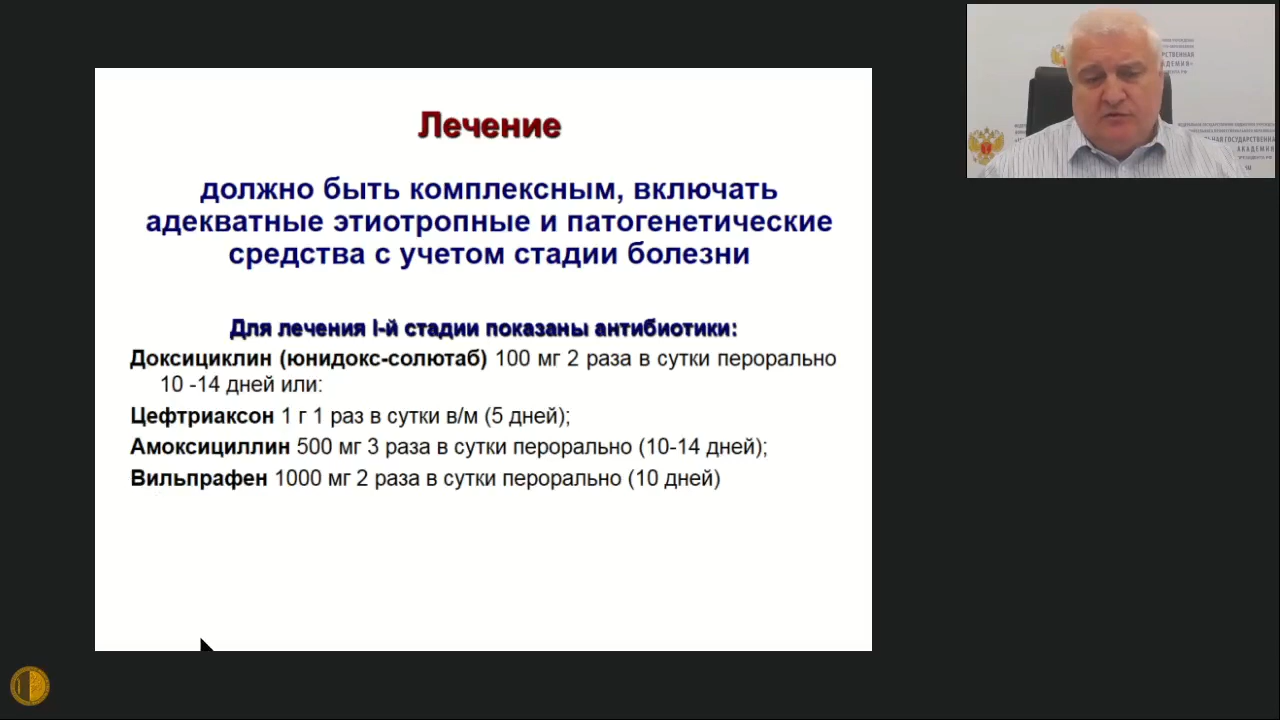 Лечение
должно быть комплексным, включать
адекватные этиотропные и патогенетические
средства с учетом стадии болезни
Для лечения I-й стадии показаны антибиотики:
Доксициклин (юнидокс-солютаб) 100 мг 2 раза в сутки перорально
10 -14 дней или:
Цефтриаксон 1 г 1 раз в сутки в/м (5 дней);
Амоксициллин 500 мг 3 раза в сутки перорально (10-14 дней);
Вильпрафен 1000 мг 2 раза в сутки перорально (10 дней)